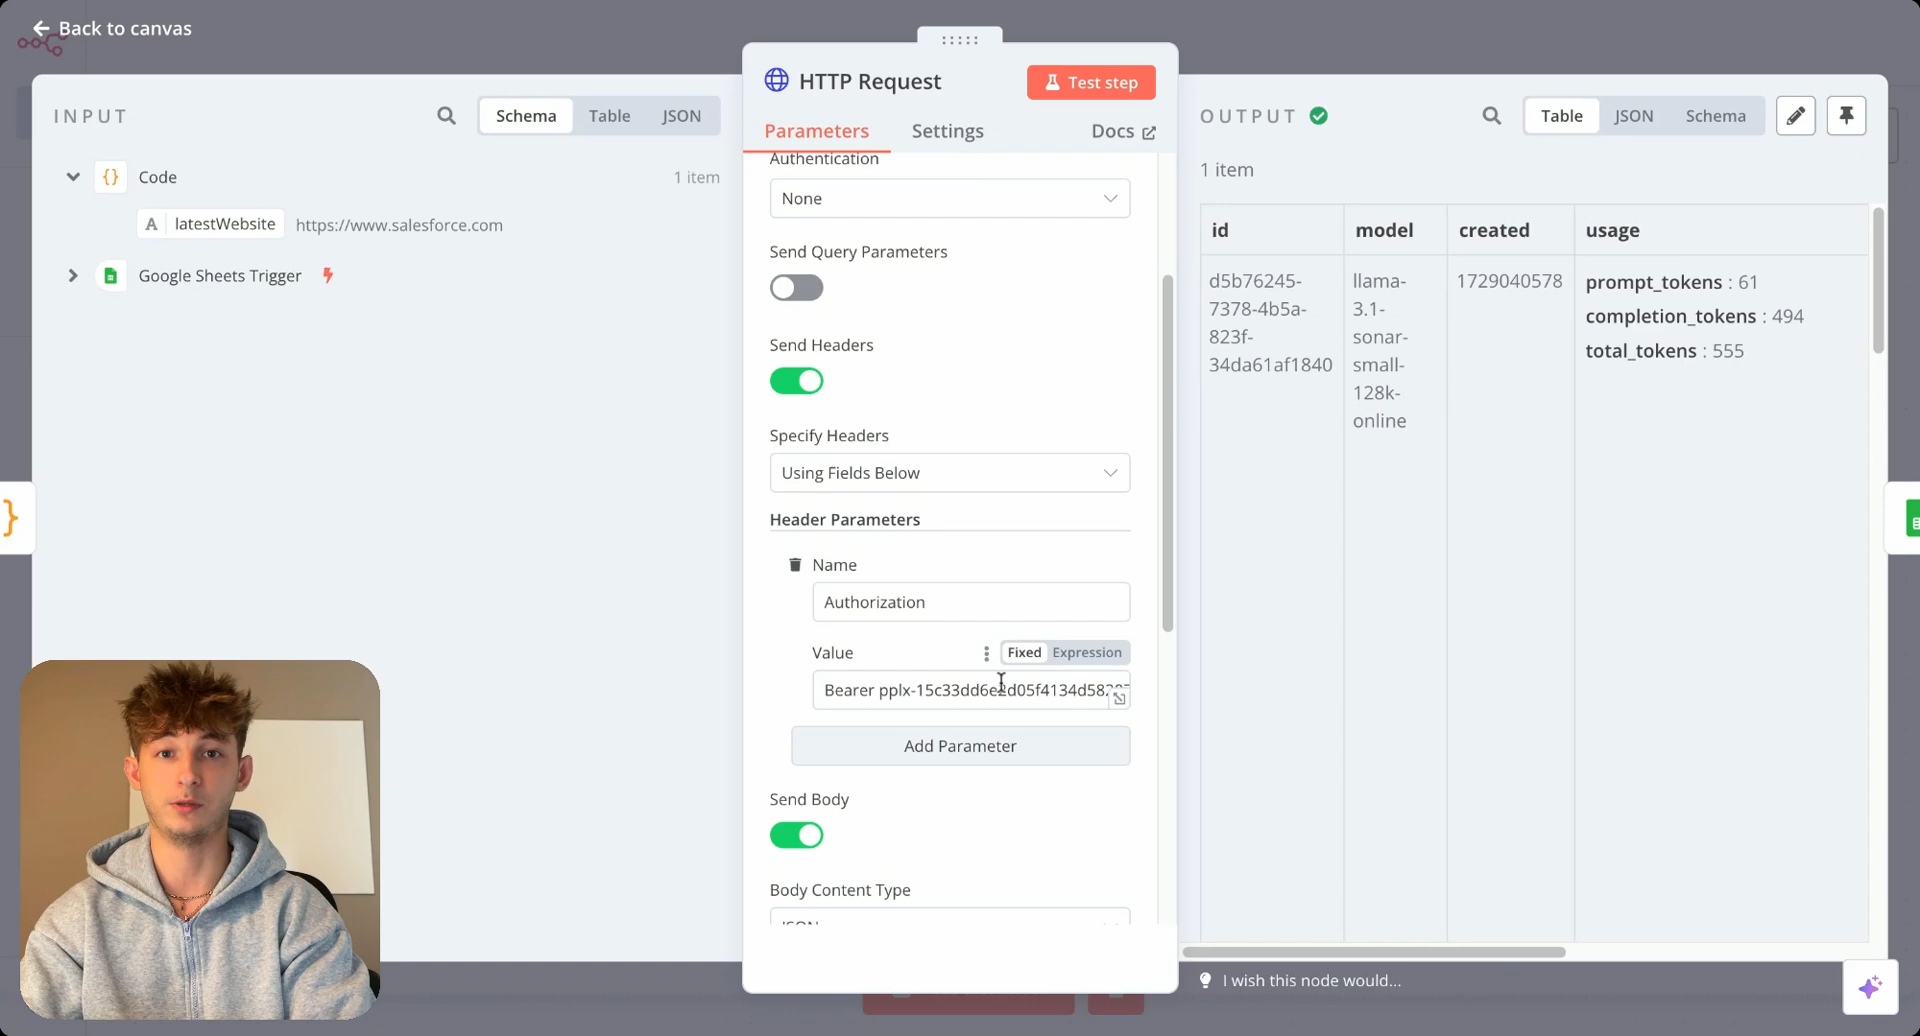 Back to canvas
INPUT
Schema
Table
JSON
Code
1 item
A
latestWebsite
https://www.salesforce.com
Google Sheets Trigger
HTTP Request
Test step
Parameters
Settings
Docs
Authentication
None
Send Query Parameters
Send Headers
Specify Headers
Using Fields Below
Header Parameters
Name
Authorization
Value
Fixed
Expression
Bearer
Add Parameter
Send Body
Body Content Type
JSON
OUTPUT
Table
JSON
Schema
1 item
id
model
created
usage
d5b76245-
7378-4b5a-
823f-
34da61af1840
llama-
3.1-
sonar-
small-
128k-
online
1729040578
prompt_tokens : 61
completion_tokens : 494
total_tokens : 555
I wish this node would...